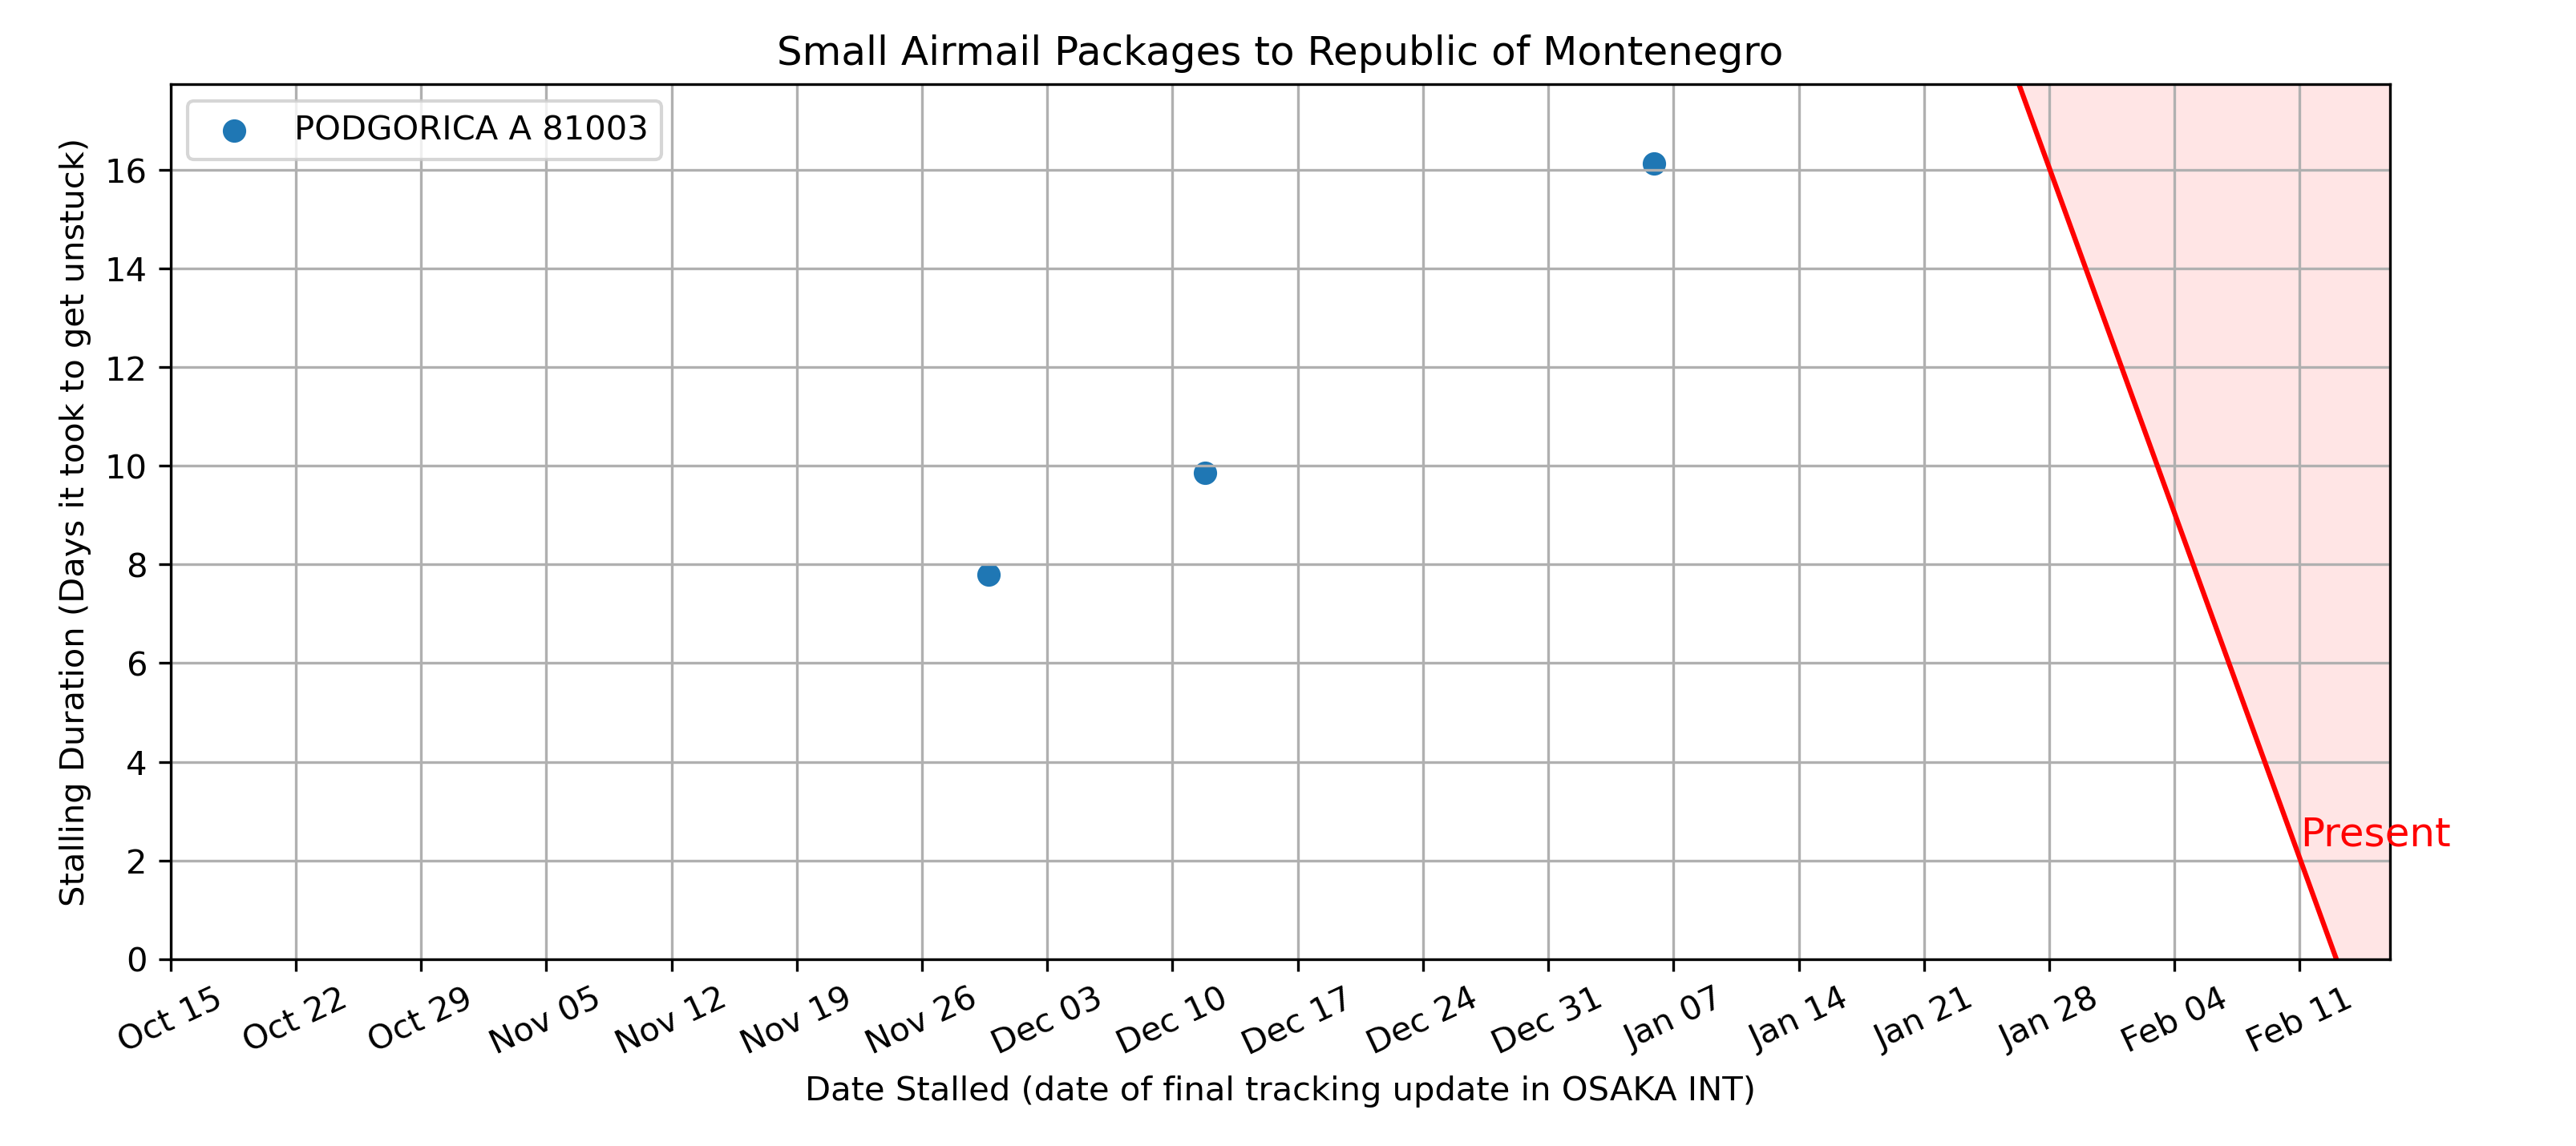 Small Airmail Packages to Republic of Montenegro
PODGORICA A 81003
Stalling Duration (Days it took to get unstuck)
16
14
12
10
8
6
4
2
0
Present
Oct 15
Oct 22
Oct 29
Nov 05
Nov 12
Nov 19
Nov 26
Dec 03
Dec 10
Dec 17
Dec 24
Dec 31
Jan 07
Jan 14
Jan 21
Jan 28
Feb 04
Feb 11
Date Stalled (date of final tracking update in OSAKA INT)